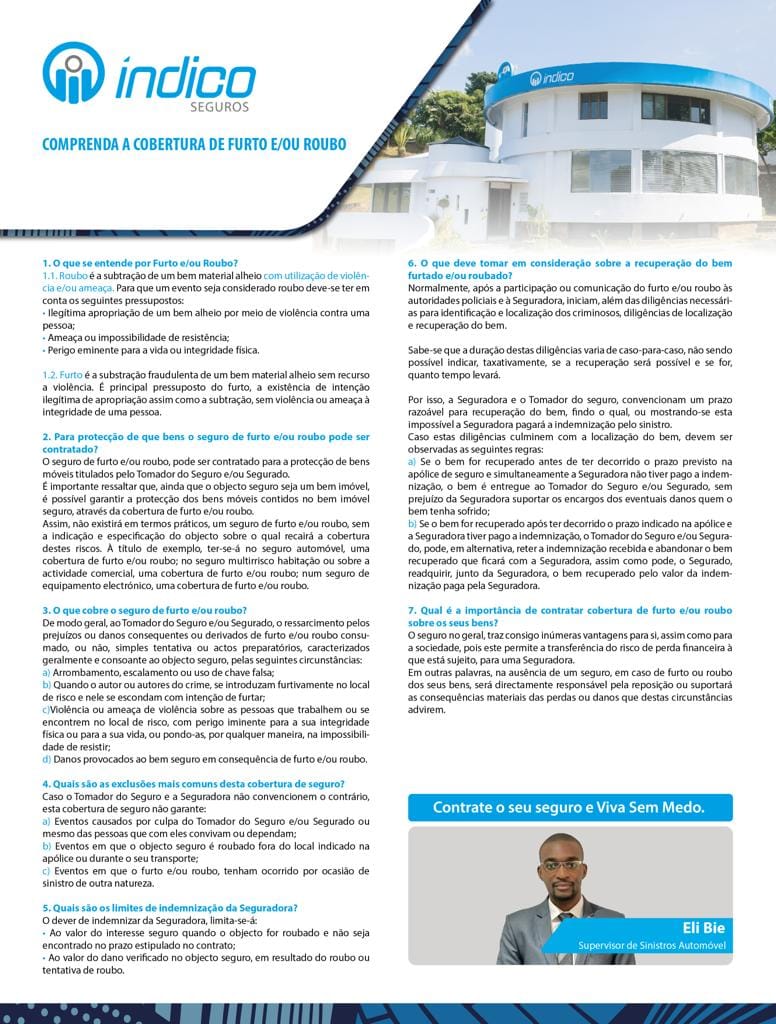 índico
SEGUROS
índico
COMPRENDA A COBERTURA DE FURTO E/OU ROUBO
1. O que se entende por Furto e/ou Roubo?
1.1. Roubo é a subtração de um bem material alheio com utilização de violên-
cia e/ou ameaça. Para que um evento seja considerado roubo deve-se ter em
conta os seguintes pressupostos:
• Ilegítima apropriação de um bem alheio por meio de violência contra uma
pessoa;
• Ameaça ou impossibilidade de resistência;
• Perigo eminente para a vida ou integridade física.
1.2. Furto é a substração fraudulenta de um bem material alheio sem recurso
a violência. É principal pressuposto do furto, a existência de intenção
ilegítima de apropriação assim como a subtração, sem violência ou ameaça à
integridade de uma pessoa.
2. Para protecção de que bens o seguro de furto e/ou roubo pode ser
contratado?
O seguro de furto e/ou roubo, pode ser contratado para a protecção de bens
móveis titulados pelo Tomador do Seguro e/ou Segurado.
É importante ressaltar que, ainda que o objecto seguro seja um bem imóvel,
é possível garantir a protecção dos bens móveis contidos no bem imóvel
seguro, através da cobertura de furto e/ou roubo.
Assim, não existirá em termos práticos, um seguro de furto e/ou roubo, sem
a indicação e especificação do objecto sobre o qual recairá a cobertura
destes riscos. À título de exemplo, ter-se-á no seguro automóvel, uma
cobertura de furto e/ou roubo; no seguro multirrisco habitação ou sobre a
actividade comercial, uma cobertura de furto e/ou roubo; num seguro de
equipamento electrónico, uma cobertura de furto e/ou roubo.
3. O que cobre o seguro de furto e/ou roubo?
De modo geral, ao Tomador do Seguro e/ou Segurado, o ressarcimento pelos
prejuízos ou danos consequentes ou derivados de furto e/ou roubo consu-
mado, ou não, simples tentativa ou actos preparatórios, caracterizados
geralmente e consoante ao objecto seguro, pelas seguintes circunstâncias:
a) Arrombamento, escalamento ou uso de chave falsa;
b) Quando o autor ou autores do crime, se introduzam furtivamente no local
de risco e nele se escondam com intenção de furtar;
c)Violência ou ameaça de violência sobre as pessoas que trabalhem ou se
encontrem no local de risco, com perigo iminente para a sua integridade
física ou para a sua vida, ou pondo-as, por qualquer maneira, na impossibili-
dade de resistir;
d) Danos provocados ao bem seguro em consequência de furto e/ou roubo.
4. Quais são as exclusões mais comuns desta cobertura de seguro?
Caso o Tomador do Seguro e a Seguradora não convencionem o contrário,
esta cobertura de seguro não garante:
a) Eventos causados por culpa do Tomador do Seguro e/ou Segurado ou
mesmo das pessoas que com eles convivam ou dependam;
b) Eventos em que o objecto seguro é roubado fora do local indicado na
apólice ou durante o seu transporte;
c) Eventos em que o furto e/ou roubo, tenham ocorrido por ocasião de
sinistro de outra natureza.
5. Quais são os limites de indemnização da Seguradora?
O dever de indemnizar da Seguradora, limita-se-á:
• Ao valor do interesse seguro quando o objecto for roubado e não seja
encontrado no prazo estipulado no contrato;
• Ao valor do dano verificado no objecto seguro, em resultado do roubo ou
tentativa de roubo.
6. O que deve tomar em consideração sobre a recuperação do bem
furtado e/ou roubado?
Normalmente, após a participação ou comunicação do furto e/ou roubo às
autoridades policiais e à Seguradora, iniciam, além das diligências necessári-
as para identificação e localização dos criminosos, diligências de localização
e recuperação do bem.
Sabe-se que a duração destas diligências varia de caso-para-caso, não sendo
possível indicar, taxativamente, se a recuperação será possível e se for,
quanto tempo levará.
Por isso, a Seguradora e o Tomador do Seguro, convencionam um prazo
razoável para recuperação do bem, findo o qual, ou mostrando-se esta
impossível a Seguradora pagará a indemnização pelo sinistro.
Caso estas diligências culminem com a localização do bem, devem ser
observadas as seguintes regras:
a) Se o bem for recuperado antes de ter decorrido o prazo previsto na
apólice de seguro e simultaneamente a Seguradora não tiver pago a indem-
nização, o bem é entregue ao Tomador do Seguro e/ou Segurado, sem
prejuízo da Seguradora suportar os encargos dos eventuais danos quem o
bem tenha sofrido;
b) Se o bem for recuperado após ter decorrido o prazo indicado na apólice e
a Seguradora tiver pago a indemnização, o Tomador do Seguro e/ou Segura-
do, pode, em alternativa, reter a indemnização recebida e abandonar o bem
recuperado que ficará com a Seguradora, assim como pode, o Segurado,
readquirir, junto da Seguradora, o bem recuperado pelo valor da indem-
nização paga pela Seguradora.
7. Qual é a importância de contratar cobertura de furto e/ou roubo
sobre os seus bens?
O seguro no geral, traz consigo inúmeras vantagens para si, assim como para
a sociedade, pois este permite a transferência do risco de perda financeira à
que está sujeito, para uma Seguradora.
Em outras palavras, na ausência de um seguro, em caso de furto ou roubo
dos seus bens, será directamente responsável pela reposição ou suportará
as consequências materiais das perdas ou danos que destas circunstâncias
advirem.
Contrate o seu seguro e Viva Sem Medo.
Eli Bie
Supervisor de Sinistros Automóvel